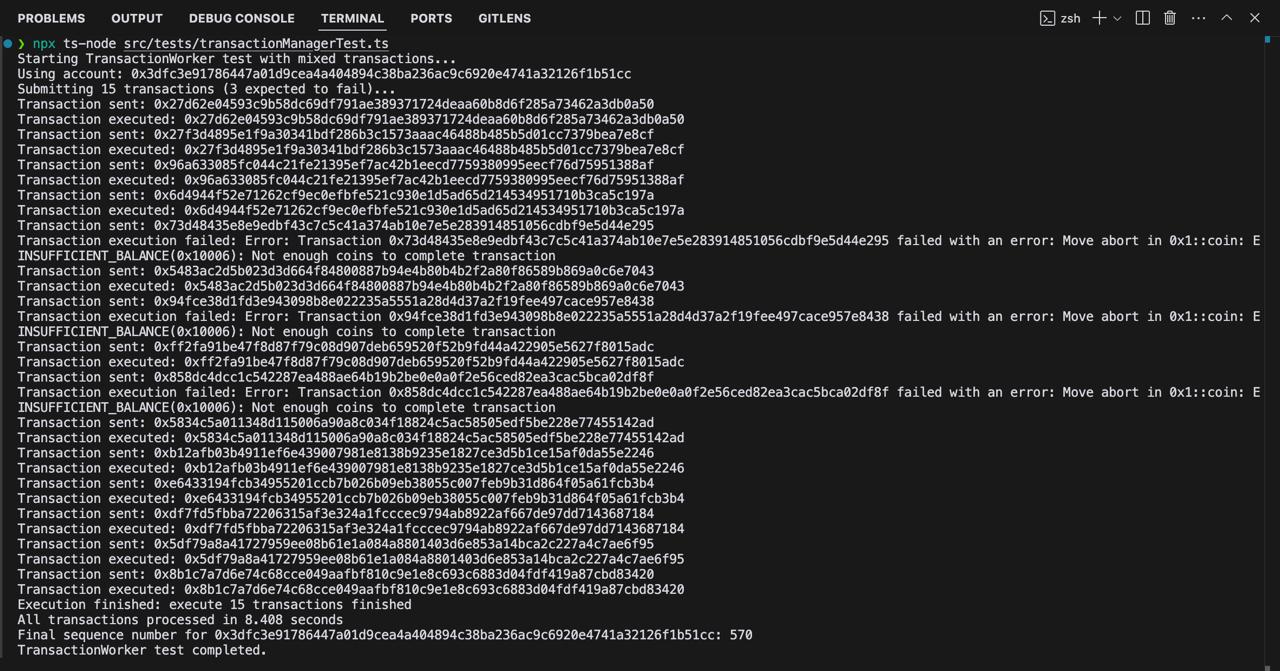 PROBLEMS OUTPUT DEBUG CONSOLE TERMINAL PORTS GITLENS zsh
❯ npx ts-node src/tests/transactionManagerTest.ts
Starting TransactionWorker test with mixed transactions...
Using account: 0x3dfc3e91786447a01d9cea4a404894c38ba236ac9c6920e4741a32126f1b51cc
Submitting 15 transactions (3 expected to fail)...
Transaction sent: 0x27d62e04593c9b58dc69df791ae389371724deaa60b8d6f285a73462a3db0a50
Transaction executed: 0x27d62e04593c9b58dc69df791ae389371724deaa60b8d6f285a73462a3db0a50
Transaction sent: 0x27f3d4895e1f9a30341bdf286b3c1573aaac46488b485b5d01cc7379bea7e8cf
Transaction executed: 0x27f3d4895e1f9a30341bdf286b3c1573aaac46488b485b5d01cc7379bea7e8cf
Transaction sent: 0x96a633085fc044c21fe21395ef7ac42b1eecd7759380995eecf76d75951388af
Transaction executed: 0x96a633085fc044c21fe21395ef7ac42b1eecd7759380995eecf76d75951388af
Transaction sent: 0x6d4944f52e71262cf9ec0efbfe521c930e1d5ad65d214534951710b3ca5c197a
Transaction executed: 0x6d4944f52e71262cf9ec0efbfe521c930e1d5ad65d214534951710b3ca5c197a
Transaction sent: 0x73d48435e8e9edbf43c7c5c41a374ab10e7e5e283914851056cdbf9e5d44e295
Transaction execution failed: Error: Transaction 0x73d48435e8e9edbf43c7c5c41a374ab10e7e5e283914851056cdbf9e5d44e295 failed with an error: Move abort in 0x1::coin: E
INSUFFICIENT_BALANCE(0x10006): Not enough coins to complete transaction
Transaction sent: 0x5483ac2d5b023d3d664f84800887b94e4b80b4b2f2a80f86589b869a0c6e7043
Transaction executed: 0x5483ac2d5b023d3d664f84800887b94e4b80b4b2f2a80f86589b869a0c6e7043
Transaction sent: 0x94fce38d1fd3e943098b8e022235a5551a28d4d37a2f19fee497cace957e8438
Transaction execution failed: Error: Transaction 0x94fce38d1fd3e943098b8e022235a5551a28d4d37a2f19fee497cace957e8438 failed with an error: Move abort in 0x1::coin: E
INSUFFICIENT_BALANCE(0x10006): Not enough coins to complete transaction
Transaction sent: 0xff2fa91be47f8d87f79c08d907deb659520f52b9fd44a422905e5627f8015adc
Transaction executed: 0xff2fa91be47f8d87f79c08d907deb659520f52b9fd44a422905e5627f8015adc
Transaction sent: 0x858dc4dcc1c542287ea488ae64b19b2be0e0a0f2e56ced82ea3cac5bca02df8f
Transaction execution failed: Error: Transaction 0x858dc4dcc1c542287ea488ae64b19b2be0e0a0f2e56ced82ea3cac5bca02df8f failed with an error: Move abort in 0x1::coin: E
INSUFFICIENT_BALANCE(0x10006): Not enough coins to complete transaction
Transaction sent: 0x5834c5a011348d115006a90a8c034f18824c5ac58505edf5be228e77455142ad
Transaction executed: 0x5834c5a011348d115006a90a8c034f18824c5ac58505edf5be228e77455142ad
Transaction sent: 0xb12afb03b4911ef6e439007981e8138b9235e1827ce3d5b1ce15af0da55e2246
Transaction executed: 0xb12afb03b4911ef6e439007981e8138b9235e1827ce3d5b1ce15af0da55e2246
Transaction sent: 0xe6433194fcb34955201ccb7b026b09eb38055c007feb9b31d864f05a61fcb3b4
Transaction executed: 0xe6433194fcb34955201ccb7b026b09eb38055c007feb9b31d864f05a61fcb3b4
Transaction sent: 0xdf7fd5fbba72206315af3e324a1fcccec9794ab8922af667de97dd7143687184
Transaction executed: 0xdf7fd5fbba72206315af3e324a1fcccec9794ab8922af667de97dd7143687184
Transaction sent: 0x5df79a8a41727959ee08b61e1a084a8801403d6e853a14bca2c227a4c7ae6f95
Transaction executed: 0x5df79a8a41727959ee08b61e1a084a8801403d6e853a14bca2c227a4c7ae6f95
Transaction sent: 0x8b1c7a7d6e74c68cce049aafbf810c9e1e8c693c6883d04fdf419a87cbd83420
Transaction executed: 0x8b1c7a7d6e74c68cce049aafbf810c9e1e8c693c6883d04fdf419a87cbd83420
Execution finished: execute 15 transactions finished
All transactions processed in 8.408 seconds
Final sequence number for 0x3dfc3e91786447a01d9cea4a404894c38ba236ac9c6920e4741a32126f1b51cc: 570
TransactionWorker test completed.